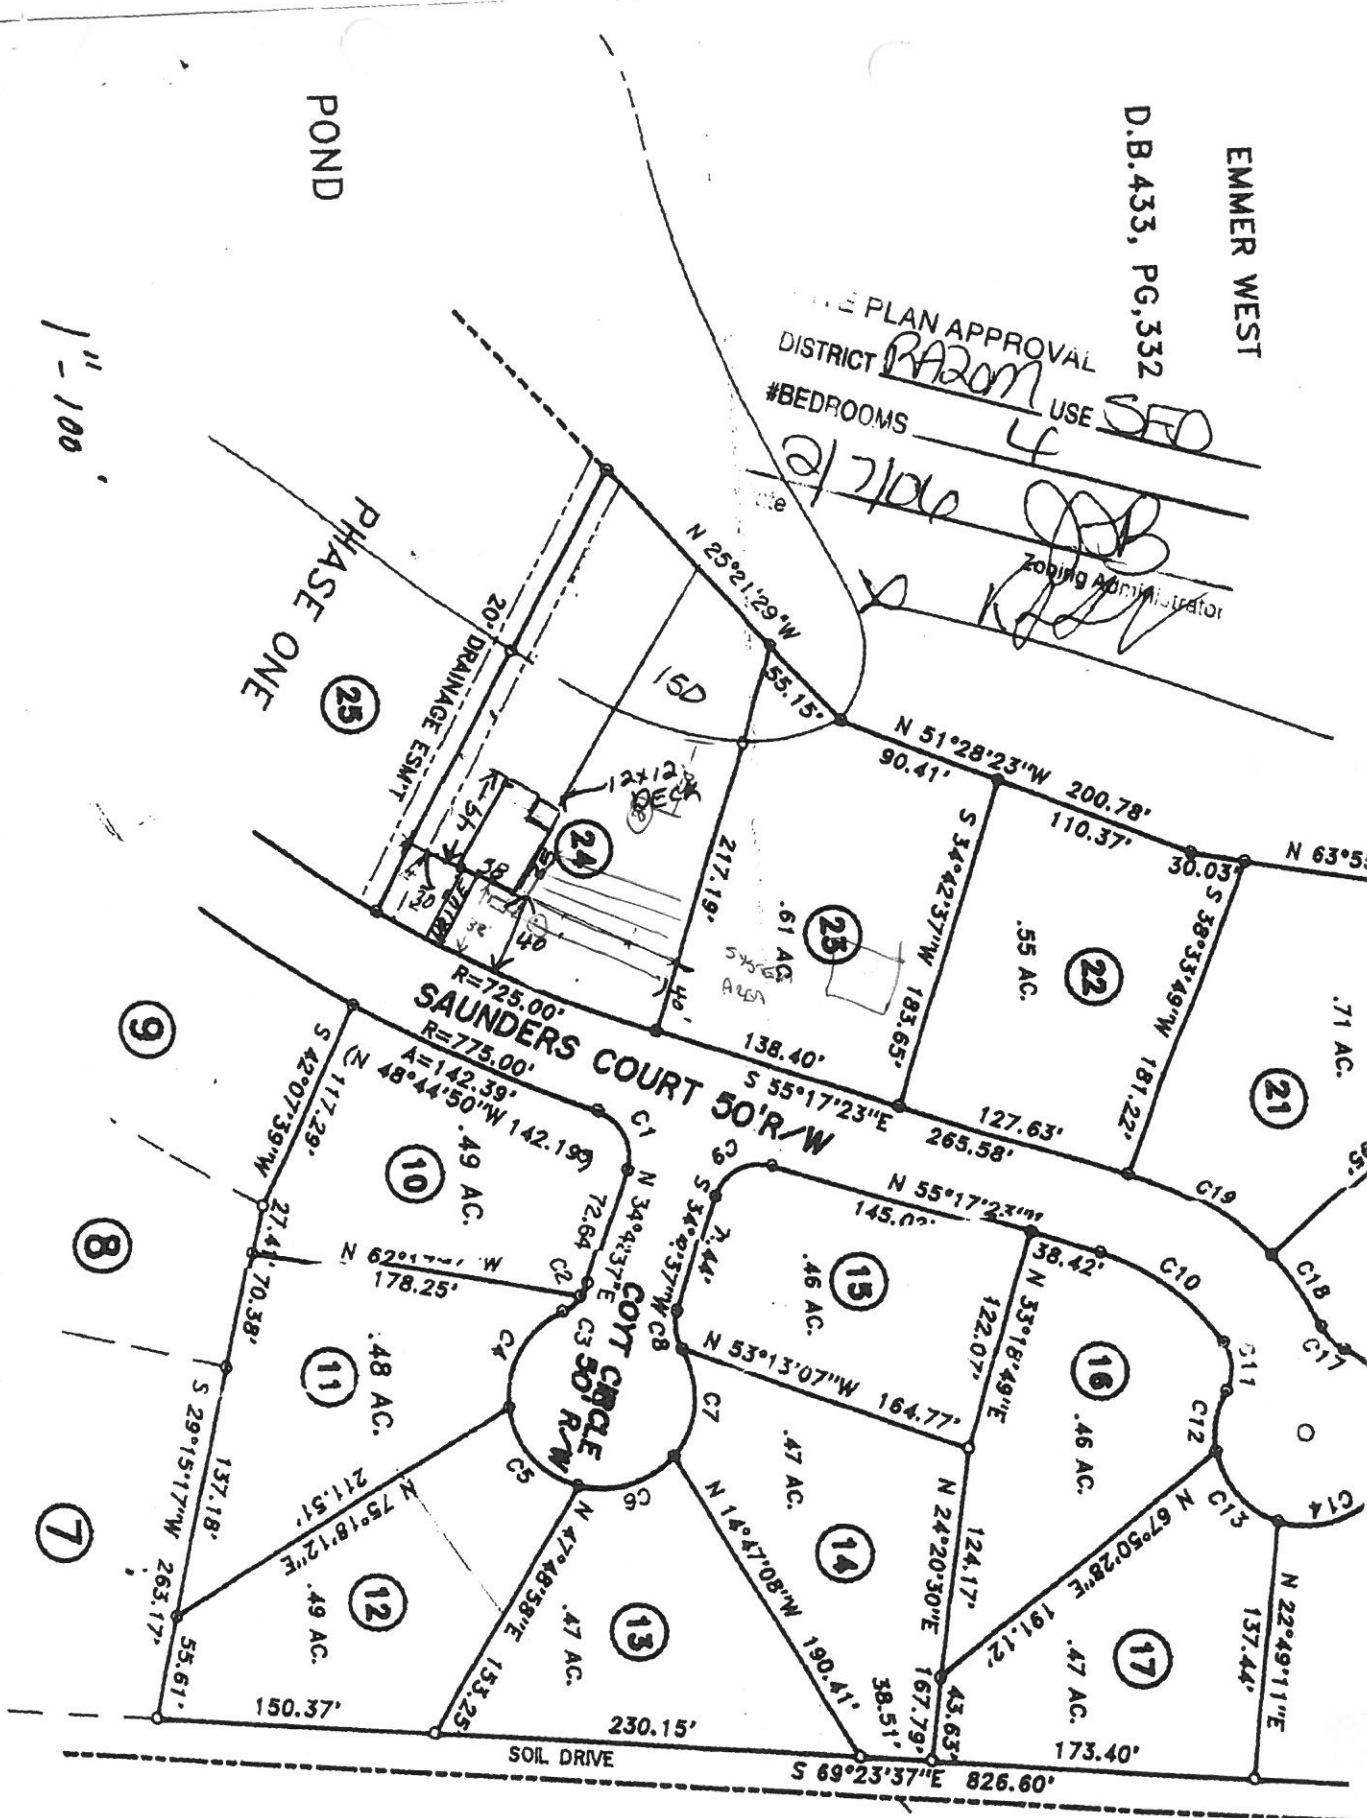 EMMER WEST
D.B.433, PG,332
POND
PLAN APPROVAL
DISTRICT RA20M USE SFD
#BEDROOMS 4
2/7/06
Zoning Administrator
1"-100'
PHASE ONE
25
20' DRAINAGE ESM'T
N 25°21'29"W
55.15'
150
12x12
DECK
24
38
40
40'
R=725.00'
217.19'
N 51°28'23"W 200.78'
90.41'
110.37'
30.03'
N 63°5
23
.61 AC.
SYSTEM
AREA
S 34°42'37"W 183.65'
22
.55 AC.
S 38°33'49"W 181.22'
21
.71 AC.
138.40'
S 55°17'23"E
265.58'
127.63'
SAUNDERS COURT 50'R/W
R=775.00'
A=142.39'
(N 48°44'50"W 142.19')
C1
C9
C19
C18
C17
C10
C11
C12
C13
C14
9
S 42°07'39"W
117.29'
10
.49 AC.
N 34°42'37"E
72.64
C2
C3
COYT CIRCLE
50' R/W
S 34°42'37"W
C8
N 55°17'23"W
145.02'
38.42'
15
.46 AC.
N 33°18'49"E
122.07'
16
.46 AC.
8
27.41'
70.38'
178.25'
C4
C5
C6
C7
11
.48 AC.
N 53°13'07"W 164.77'
14
.47 AC.
N 24°20'30"E
124.17'
167.79'
43.63'
38.51'
N 67°50'28"E
191.12'
17
.47 AC.
N 22°49'11"E
137.44'
7
S 29°15'17"W 263.17'
137.18'
55.61'
N 75°18'12"E
211.51'
12
.49 AC.
N 47°48'58"E 153.25'
13
.47 AC.
N 14°47'08"W 190.41'
150.37'
230.15'
173.40'
SOIL DRIVE
S 69°23'37"E 826.60'